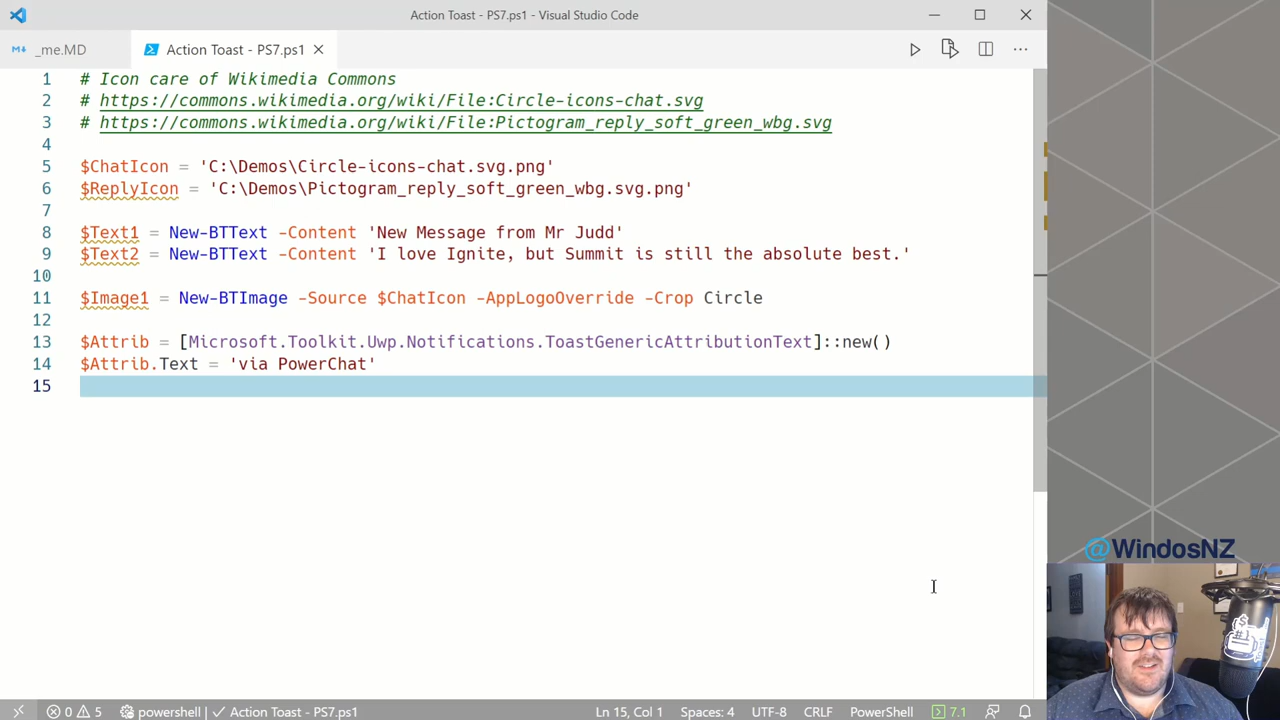 Action Toast - PS7.ps1 - Visual Studio Code
_me.MD
Action Toast - PS7.ps1
1 # Icon care of Wikimedia Commons
2 # https://commons.wikimedia.org/wiki/File:Circle-icons-chat.svg
3 # https://commons.wikimedia.org/wiki/File:Pictogram_reply_soft_green_wbg.svg
4
5 $ChatIcon = 'C:\Demos\Circle-icons-chat.svg.png'
6 $ReplyIcon = 'C:\Demos\Pictogram_reply_soft_green_wbg.svg.png'
7
8 $Text1 = New-BTText -Content 'New Message from Mr Judd'
9 $Text2 = New-BTText -Content 'I love Ignite, but Summit is still the absolute best.'
10
11 $Image1 = New-BTImage -Source $ChatIcon -AppLogoOverride -Crop Circle
12
13 $Attrib = [Microsoft.Toolkit.Uwp.Notifications.ToastGenericAttributionText]::new()
14 $Attrib.Text = 'via PowerChat'
15
@WindosNZ
$
#1
0 5 powershell Action Toast - PS7.ps1 Ln 15, Col 1 Spaces: 4 UTF-8 CRLF PowerShell 7.1